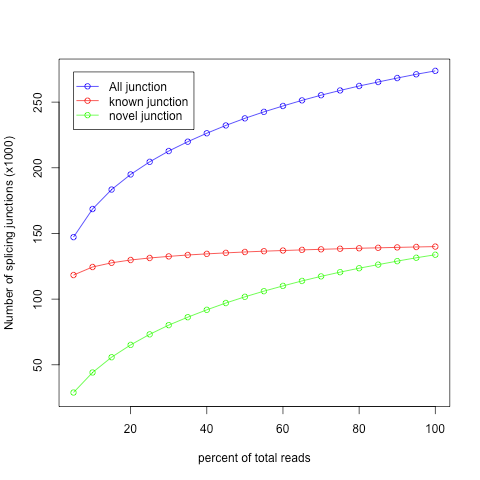 All junction
known junction
novel junction
Number of splicing junctions (x1000)
250
200
150
100
50
20
40
60
80
100
percent of total reads